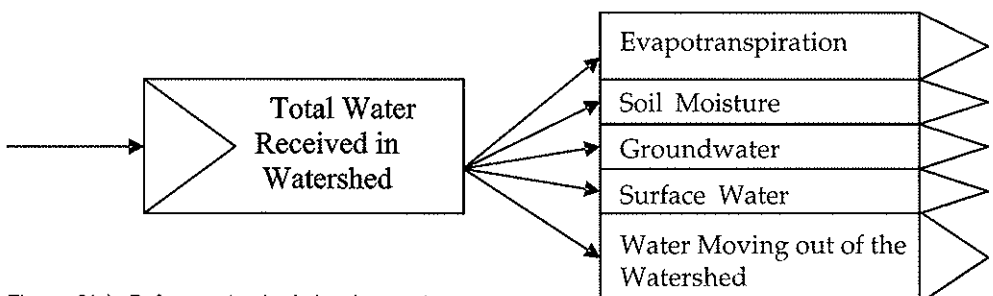 Total Water
Received in
Watershed
Evapotranspiration
Soil Moisture
Groundwater
Surface Water
Water Moving out of the
Watershed